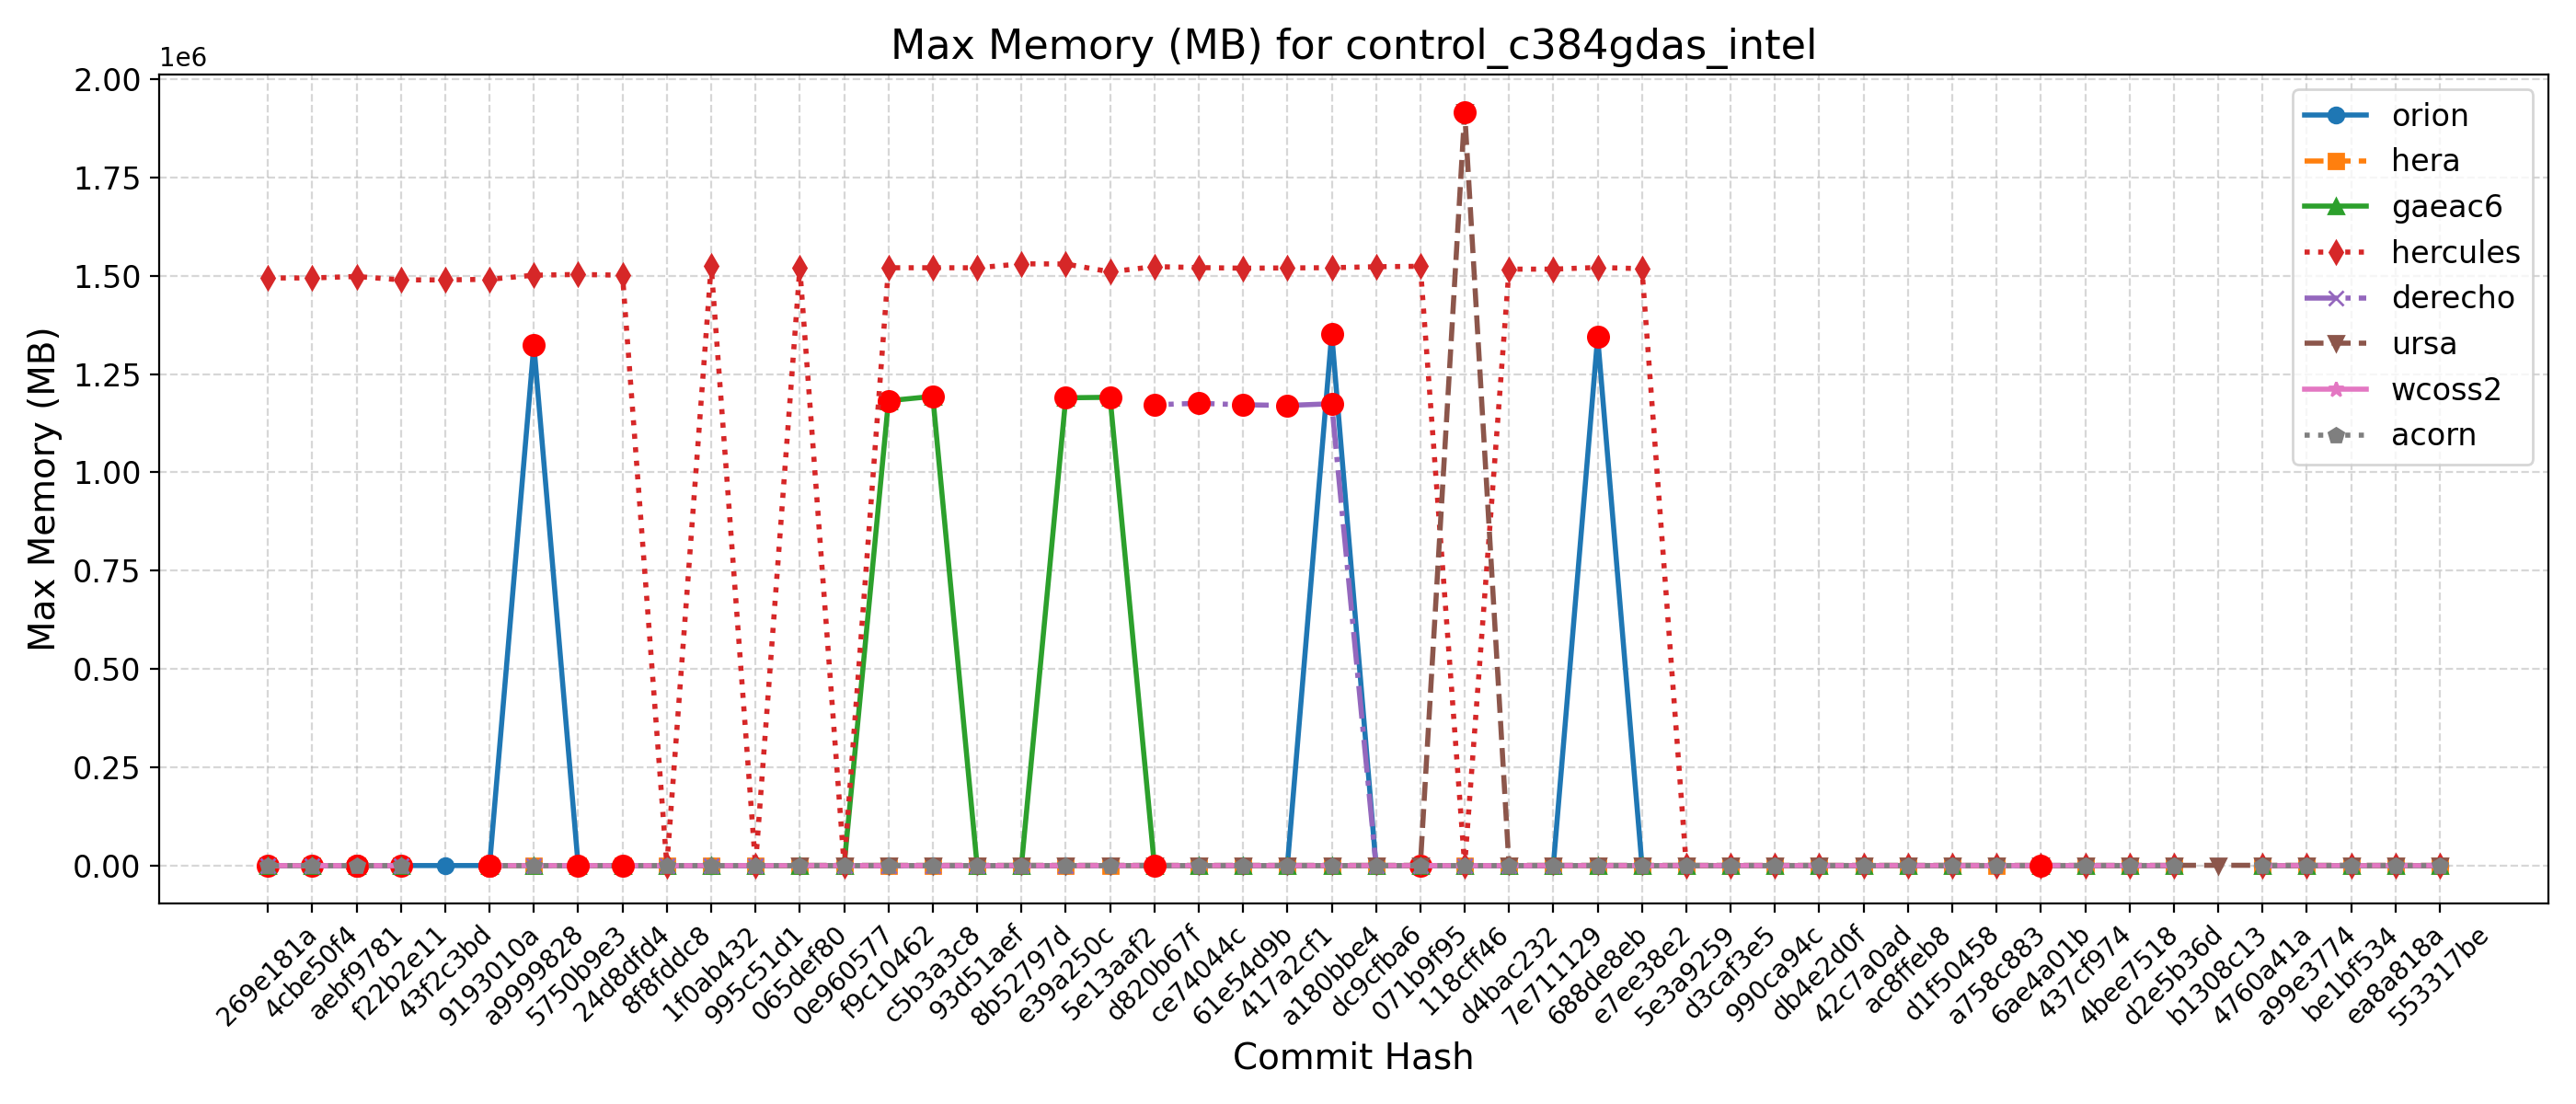 Max Memory (MB) for control_c384gdas_intel
1e6
2.00
1.75
1.50
1.25
1.00
0.75
0.50
0.25
0.00
Max Memory (MB)
orion
hera
gaeac6
hercules
derecho
ursa
wcoss2
acorn
269e181a
4cbe50f4
aebf9781
f22b2e11
43f2c3bd
9193010a
a9999828
5750b9e3
24d8dfd4
8f8fddc8
1f0ab432
995c51d1
065def80
0e960577
f9c10462
c5b3a3c8
93d51aef
8b52797d
e39a250c
5e13aaf2
d820b67f
ce74044c
61e54d9b
417a2cf1
a180bbe4
dc9cfba6
071b9f95
118cff46
d4bac232
7e711129
688de8eb
e7ee38e2
5e3a9259
d3caf3e5
990ca94c
db4e2d0f
42c7a0ad
ac8ffeb8
d1f50458
a758c883
6ae4a01b
437cf974
4bee7518
d2e5b36d
b1308c13
4760a41a
a99e3774
be1bf534
ea8a818a
553317be
Commit Hash